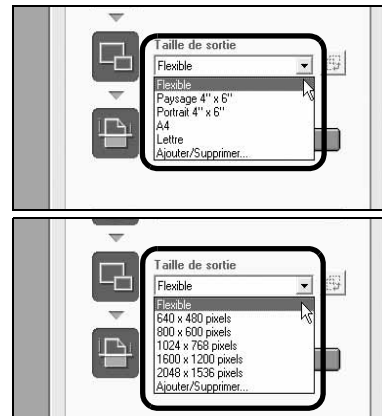 Taille de sortie
Flexible
Flexible
Paysage 4" x 6"
Portrait 4" x 6"
A4
Lettre
Ajouter/Supprimer...
Taille de sortie
Flexible
Flexible
640 x 480 pixels
800 x 600 pixels
1024 x 768 pixels
1600 x 1200 pixels
2048 x 1536 pixels
Ajouter/Supprimer...